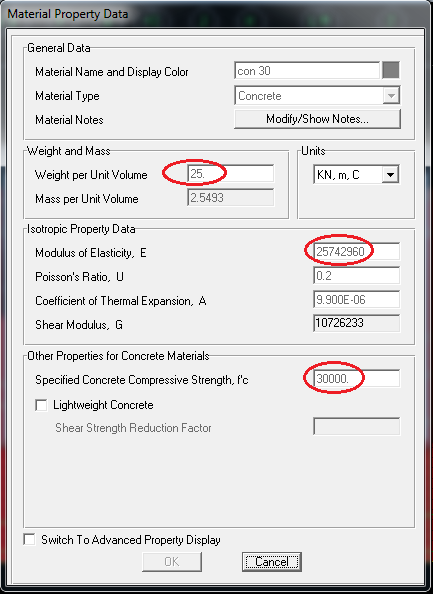 Material Property Data
General Data
Material Name and Display Color con 30
Material Type Concrete
Material Notes Modify/Show Notes...
Weight and Mass Units
Weight per Unit Volume 25. KN, m, C
Mass per Unit Volume 2.5493
Isotropic Property Data
Modulus of Elasticity, E 25742960
Poisson's Ratio, U 0.2
Coefficient of Thermal Expansion, A 9.900E-06
Shear Modulus, G 10726233
Other Properties for Concrete Materials
Specified Concrete Compressive Strength, f'c 30000.
Lightweight Concrete
Shear Strength Reduction Factor
Switch To Advanced Property Display
OK Cancel